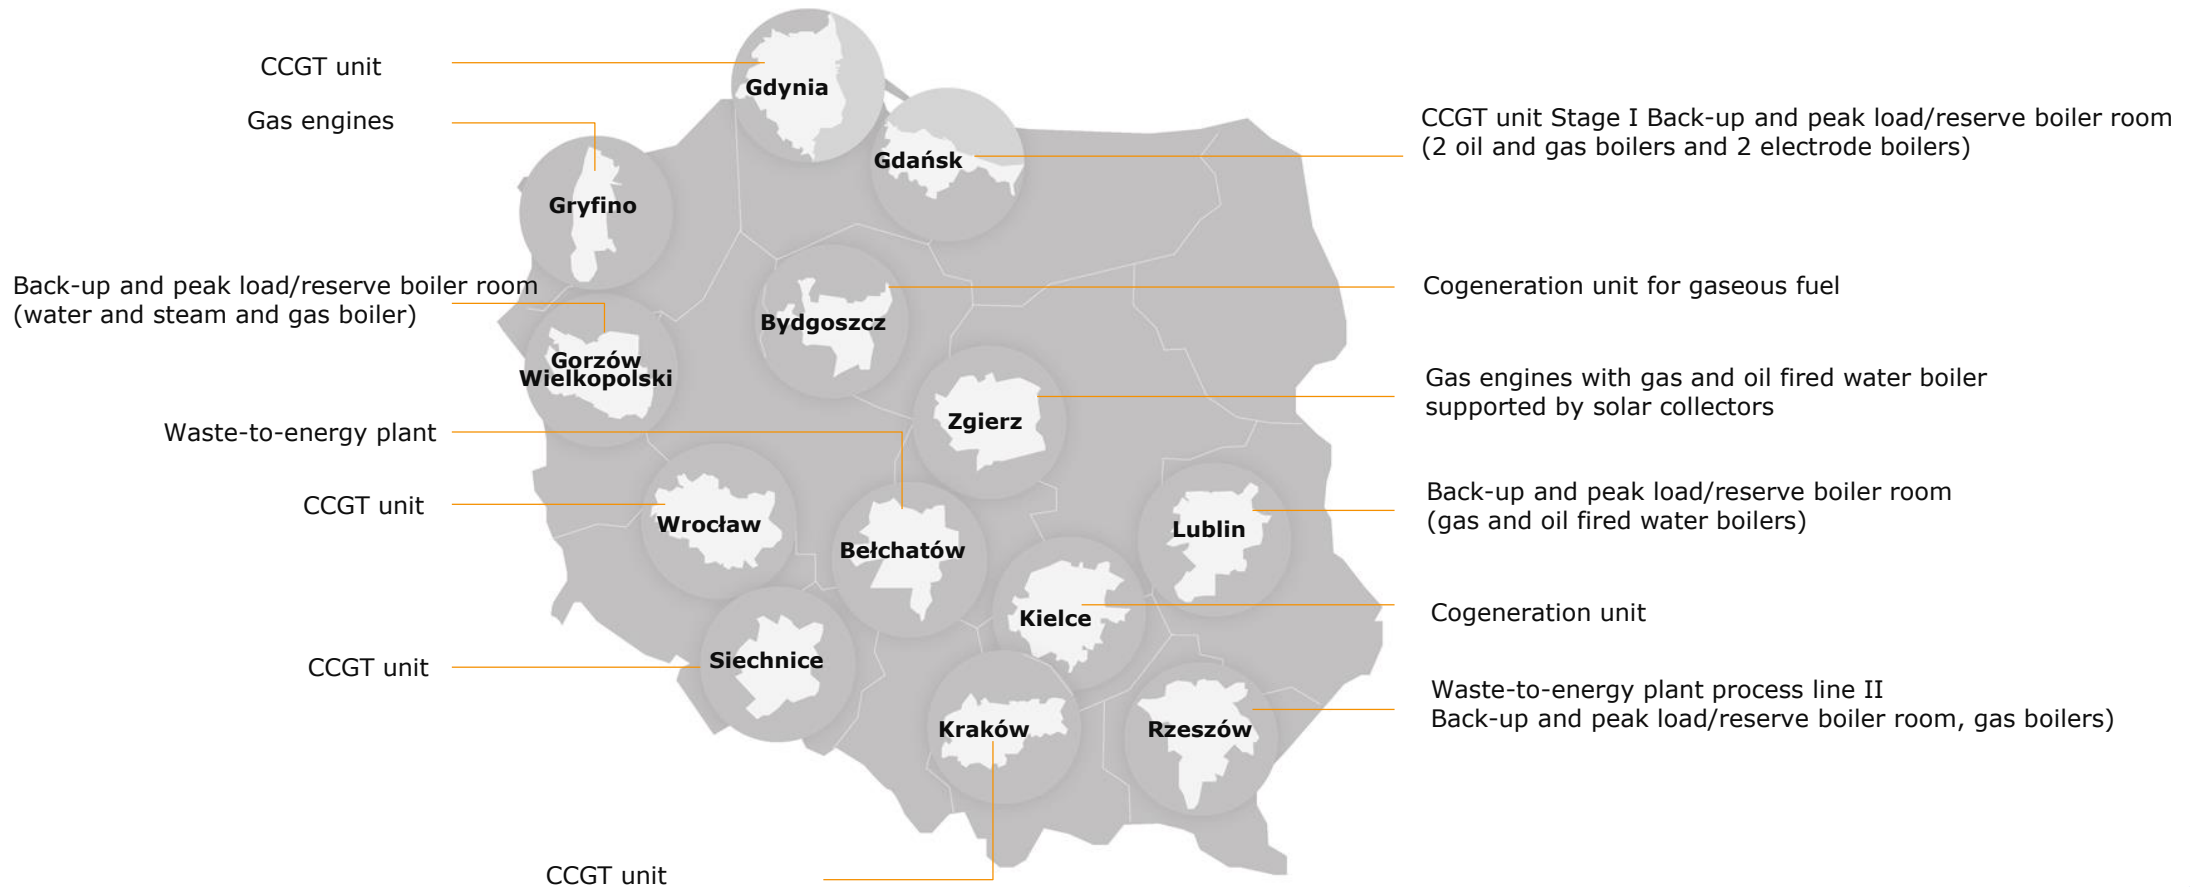 CCGT unit
Gas engines
Back-up and peak load/reserve boiler room
(water and steam and gas boiler)
Waste-to-energy plant
CCGT unit
CCGT unit
CCGT unit
Gdynia
Gdańsk
Gryfino
Bydgoszcz
Gorzów
Wielkopolski
Zgierz
Wrocław
Bełchatów
Lublin
Kielce
Siechnice
Kraków
Rzeszów
CCGT unit Stage I Back-up and peak load/reserve boiler room
(2 oil and gas boilers and 2 electrode boilers)
Cogeneration unit for gaseous fuel
Gas engines with gas and oil fired water boiler
supported by solar collectors
Back-up and peak load/reserve boiler room
(gas and oil fired water boilers)
Cogeneration unit
Waste-to-energy plant process line II
Back-up and peak load/reserve boiler room, gas boilers)